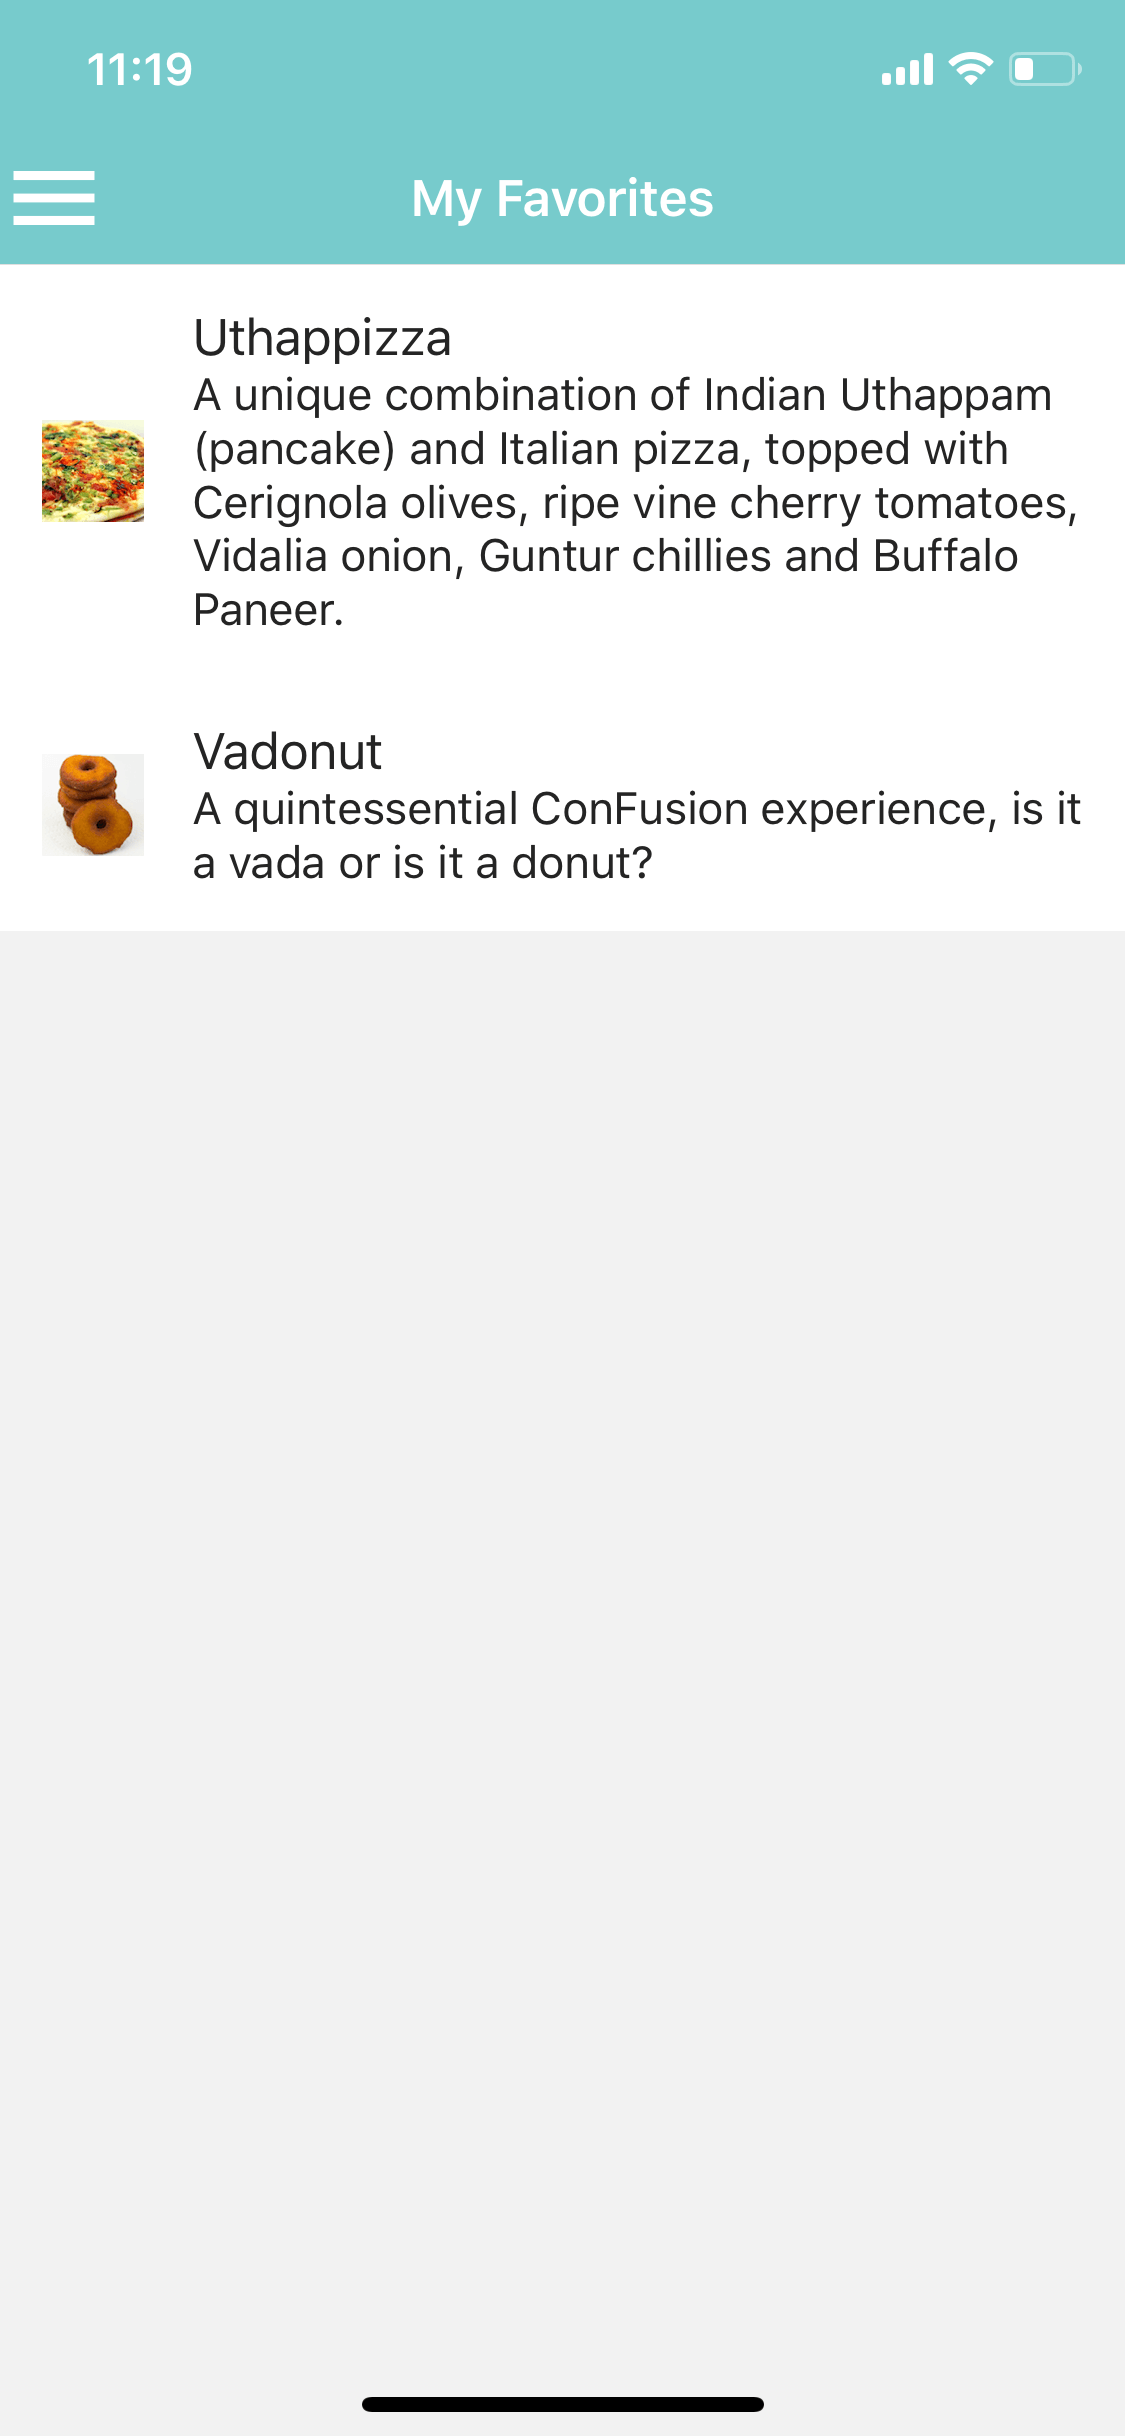 11:19
My Favorites
Uthappizza
A unique combination of Indian Uthappam
(pancake) and Italian pizza, topped with
Cerignola olives, ripe vine cherry tomatoes,
Vidalia onion, Guntur chillies and Buffalo
Paneer.
Vadonut
A quintessential ConFusion experience, is it
a vada or is it a donut?